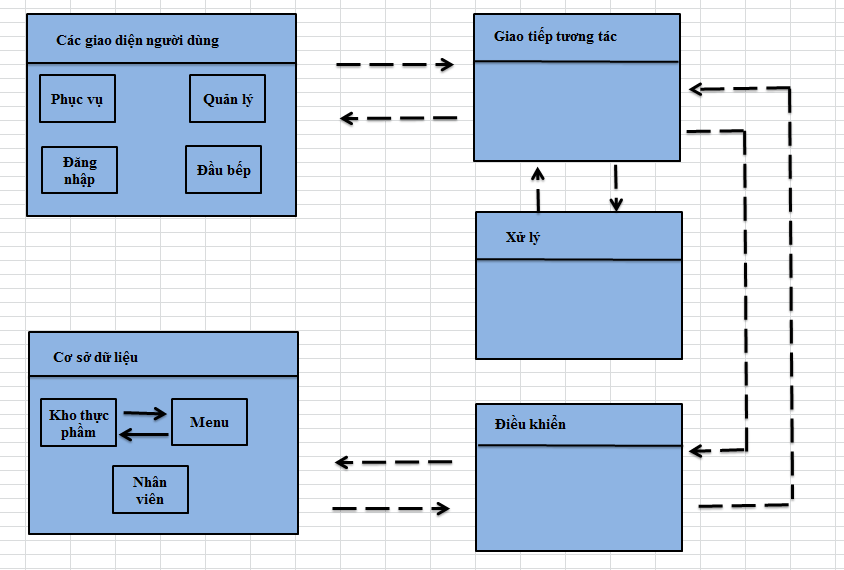 Các giao diện người dùng
Phục vụ
Quản lý
Đăng
nhập
Đầu bếp
Giao tiếp tương tác
Xử lý
Cơ sở dữ liệu
Kho thực
phẩm
Menu
Nhân
viên
Điều khiển